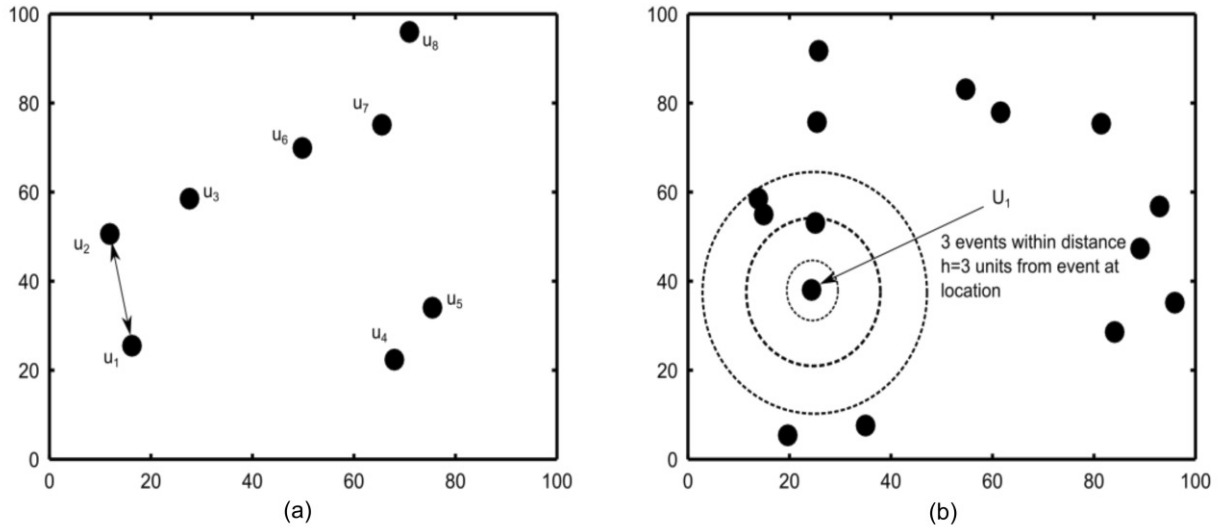 100
80
60
40
20
0
0 20 40 60 80 100
u8
u7
u6
u3
u2
u5
u4
u1
(a)
100
80
60
40
20
0
0 20 40 60 80 100
U1
3 events within distance
h=3 units from event at
location
(b)